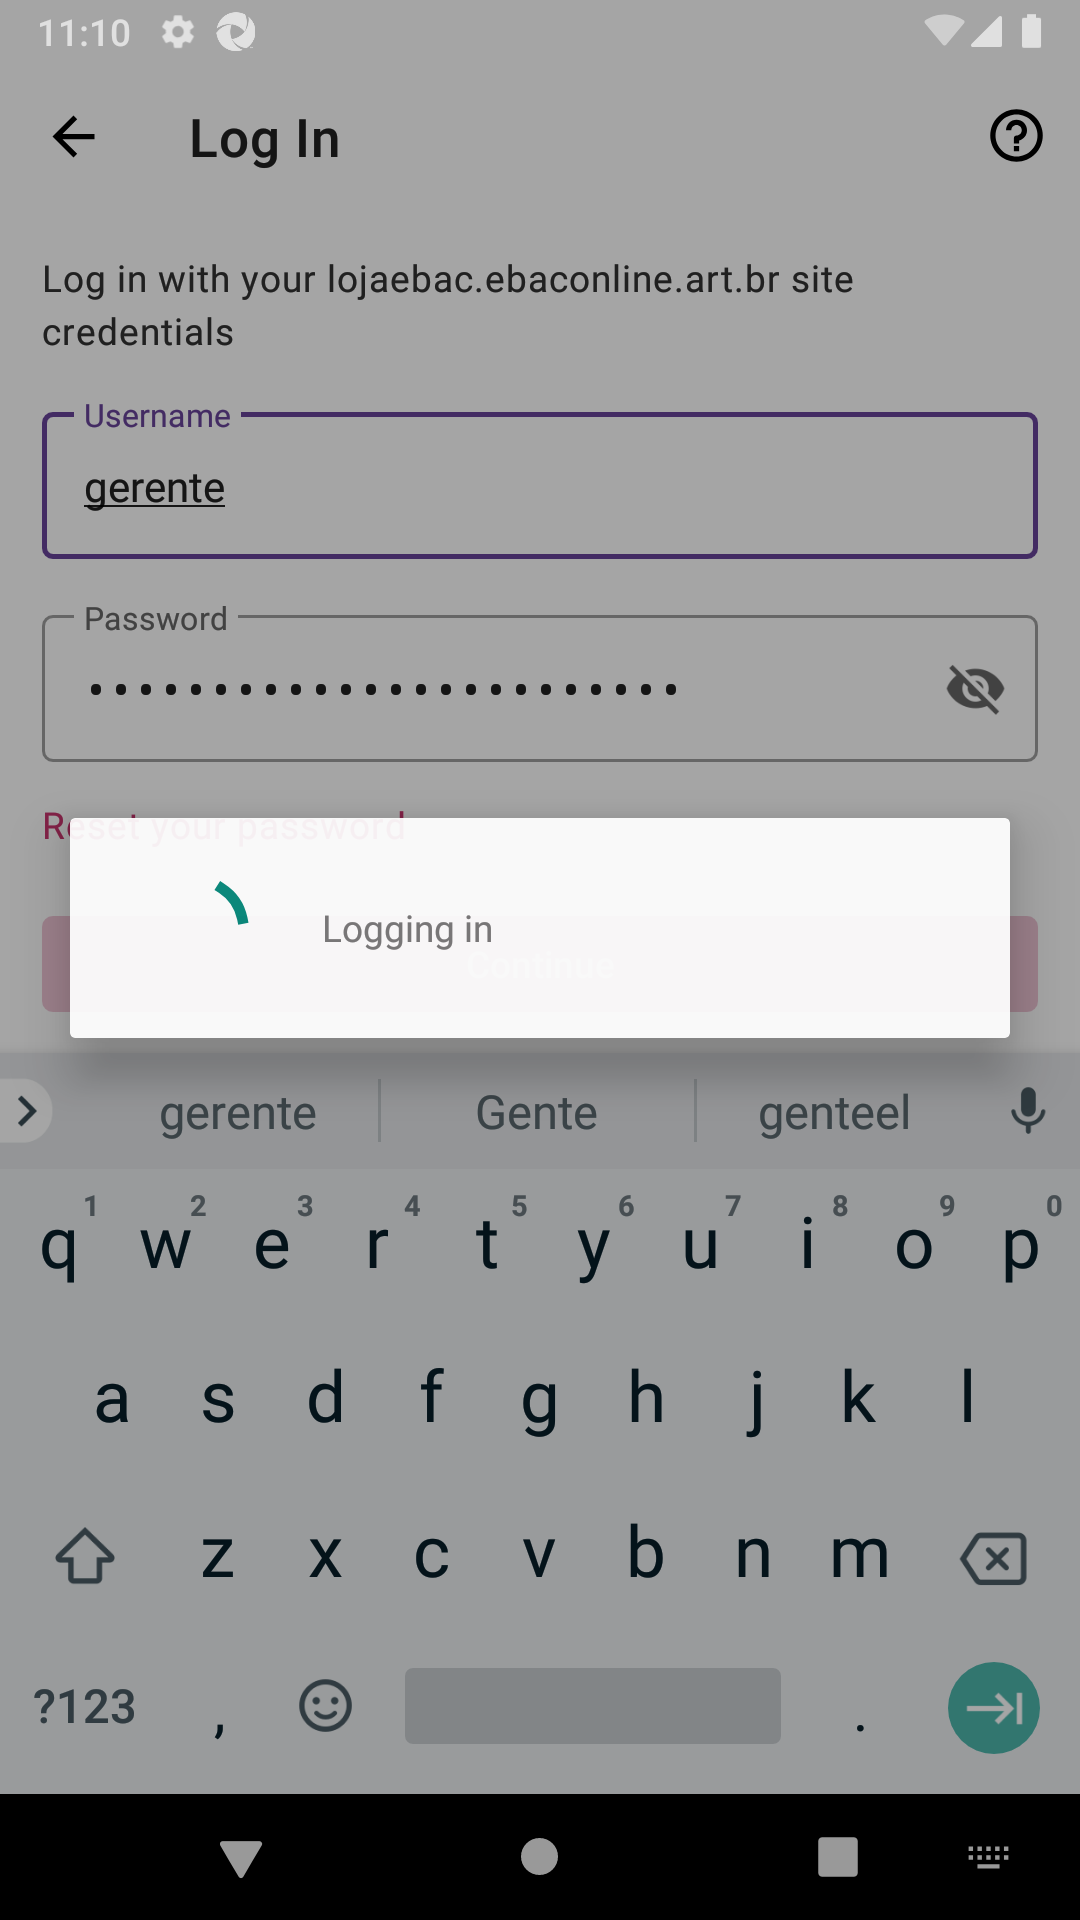 11:10
Log In
Log in with your lojaebac.ebaconline.art.br site
credentials
Username
gerente
Password
Reset your password
Logging in
Continue
gerente Gente genteel
1 2 3 4 5 6 7 8 9 0
q w e r t y u i o p
a s d f g h j k l
z x c v b n m
?123 , .